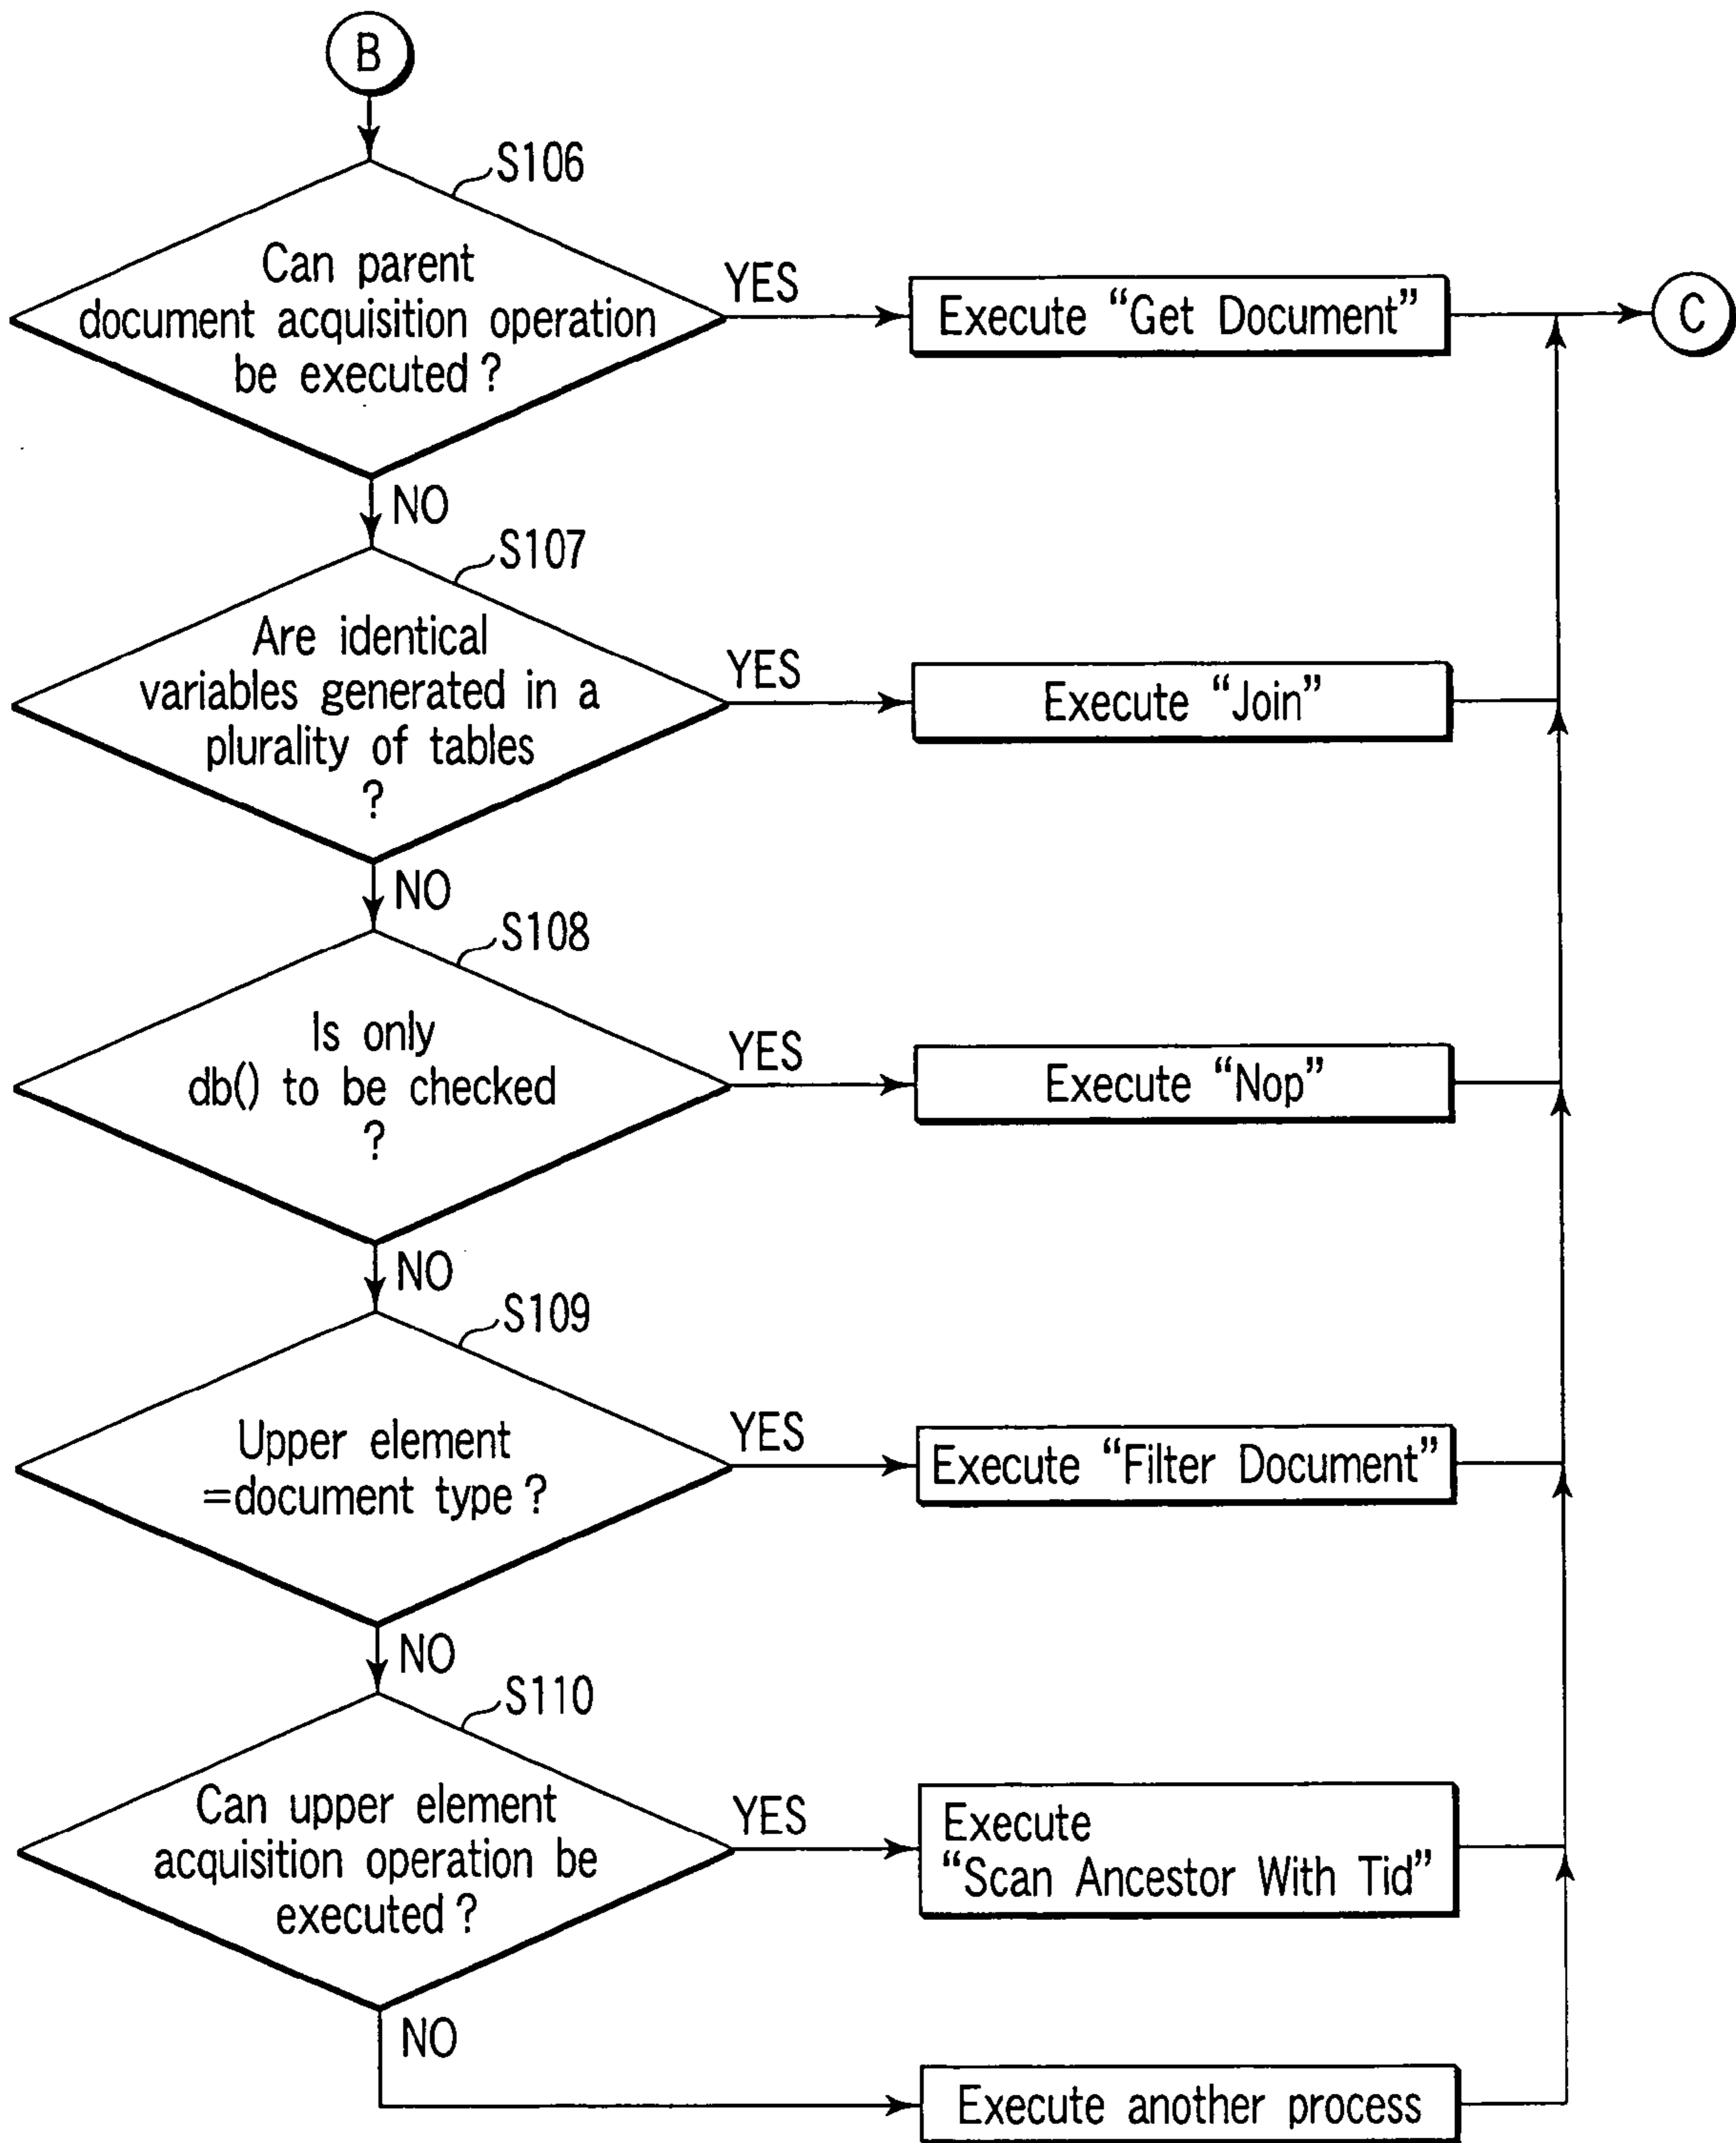 B
S106
Can parent
document acquisition operation
be executed ?
YES
Execute “Get Document”
C
NO
S107
Are identical
variables generated in a
plurality of tables
?
YES
Execute “Join”
NO
S108
Is only
db() to be checked
?
YES
Execute “Nop”
NO
S109
Upper element
=document type ?
YES
Execute “Filter Document”
NO
S110
Can upper element
acquisition operation be
executed ?
YES
Execute
“Scan Ancestor With Tid”
NO
Execute another process